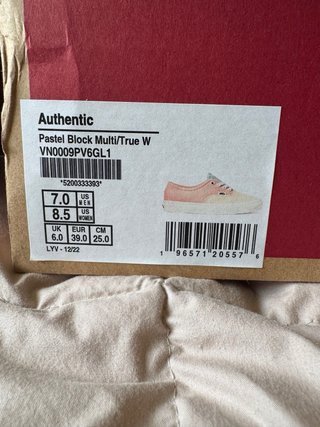 Authentic
Pastel Block Multi/True W
VN0009PV6GL1
*5200333393*
7.0 US MEN
8.5 US WOMEN
UK 6.0 EUR 39.0 CM 25.0
LYV - 12/22
1 96571 20557 6